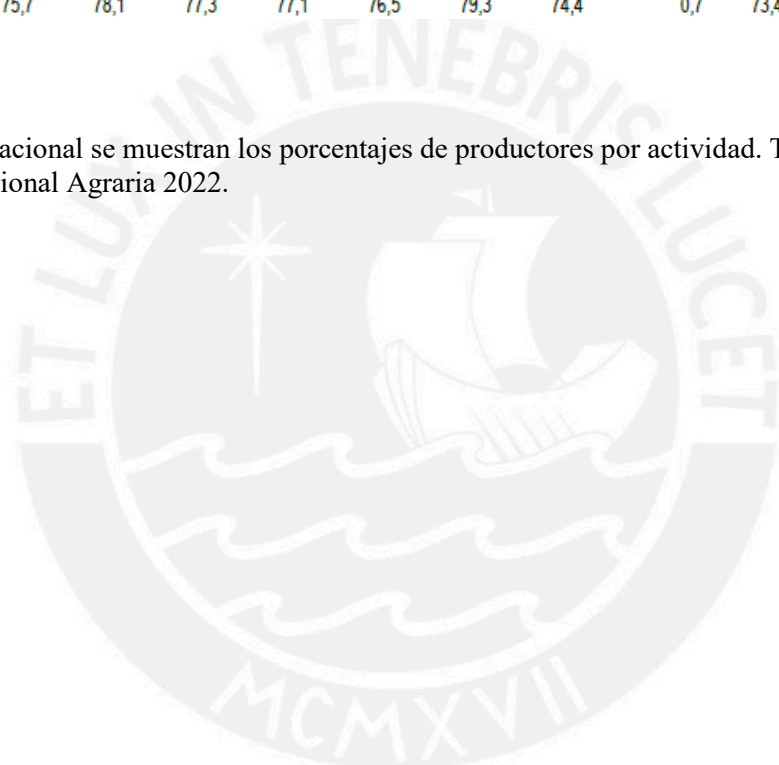 75,7 78,1 77,3 77,1 76,5 79,3 74,4 0,7 73,4
acional se muestran los porcentajes de productores por actividad. T
ional Agraria 2022.
ET LUX IN TENEBRIS LUCET
MCMXVII